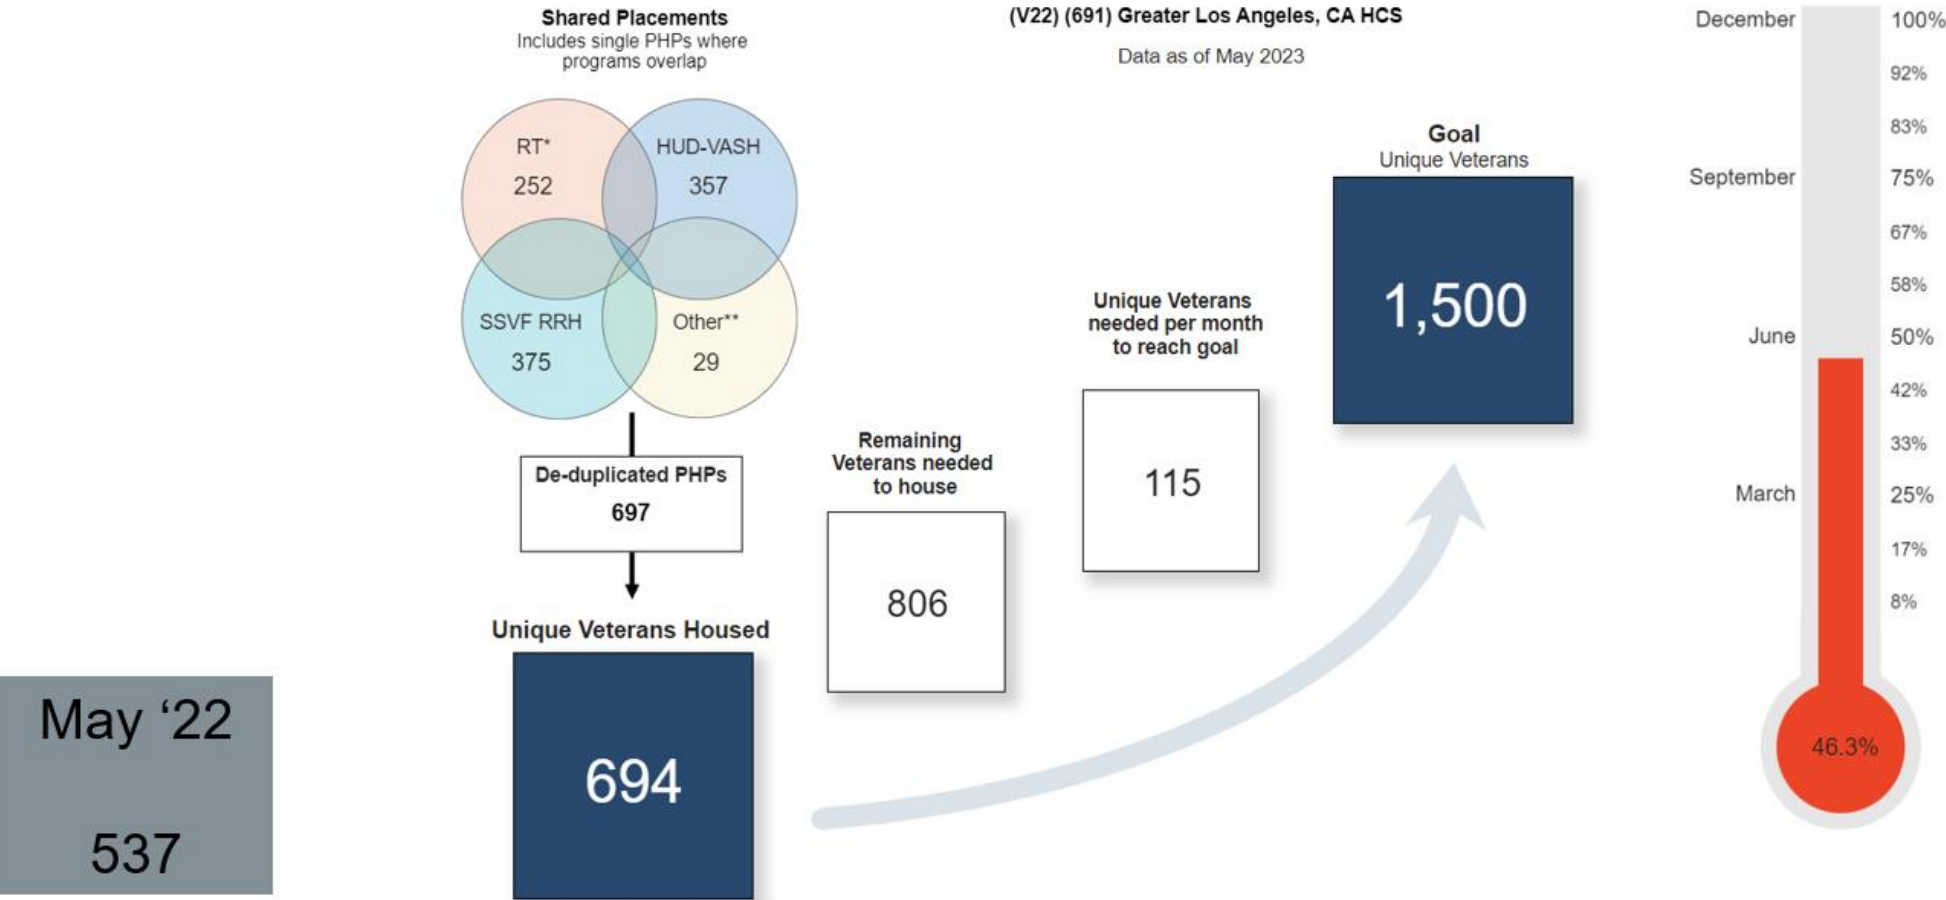 Shared Placements
Includes single PHPs where
programs overlap
RT*
252
HUD-VASH
357
SSVF RRH
375
Other**
29
De-duplicated PHPs
697
Unique Veterans Housed
694
May ‘22
537
(V22) (691) Greater Los Angeles, CA HCS
Data as of May 2023
Remaining
Veterans needed
to house
806
Unique Veterans
needed per month
to reach goal
115
Goal
Unique Veterans
1,500
December
100%
92%
83%
September
75%
67%
58%
June
50%
42%
33%
March
25%
17%
8%
46.3%